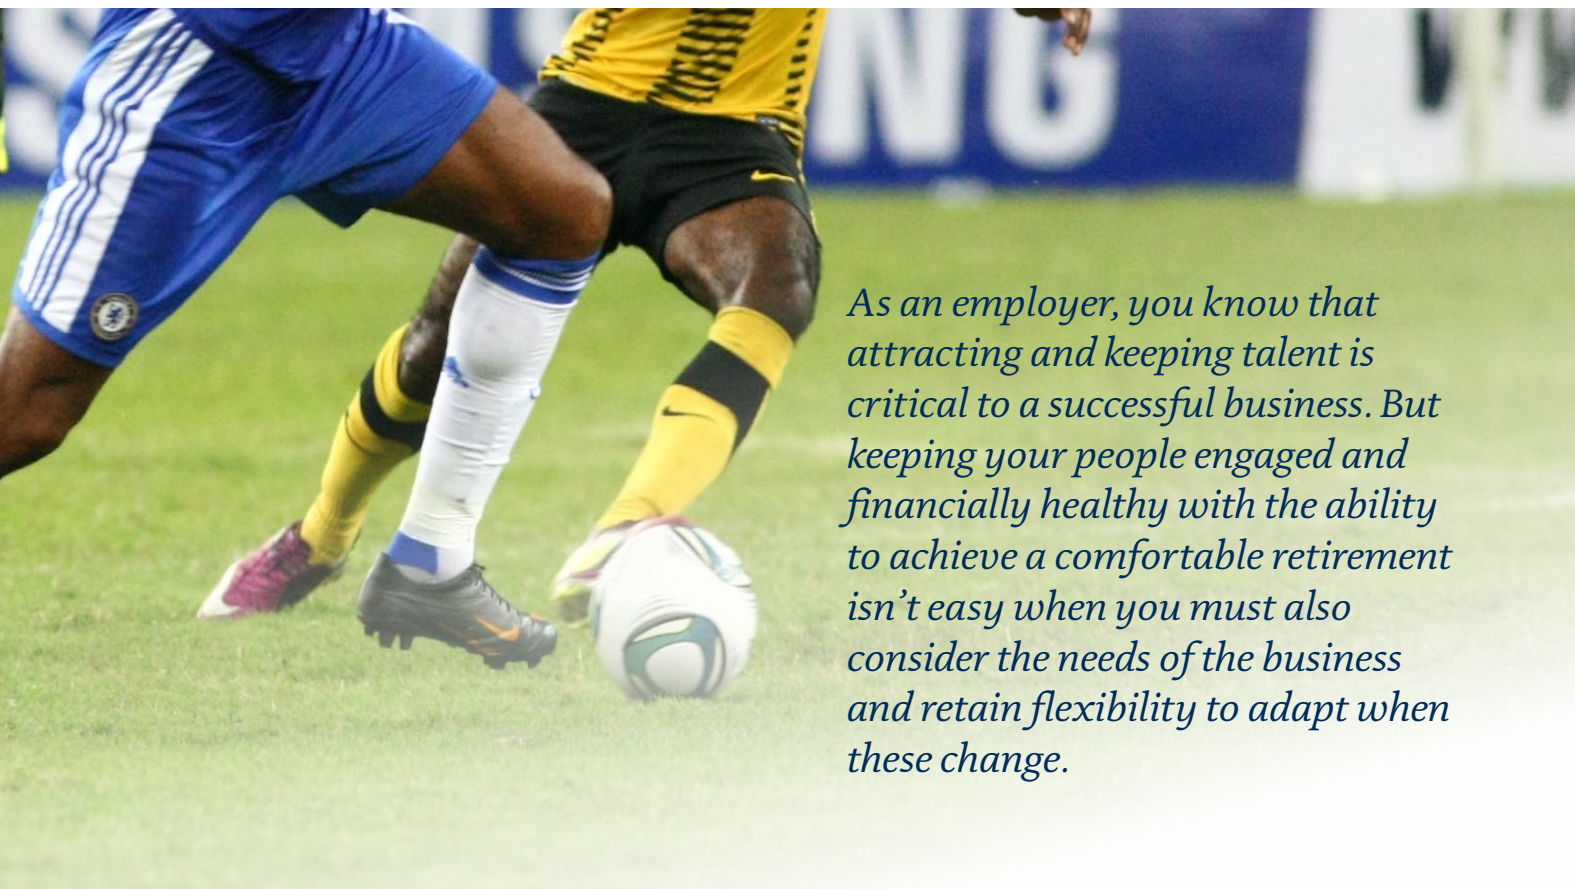 NG
As an employer, you know that
attracting and keeping talent is
critical to a successful business. But
keeping your people engaged and
financially healthy with the ability
to achieve a comfortable retirement
isn’t easy when you must also
consider the needs of the business
and retain flexibility to adapt when
these change.